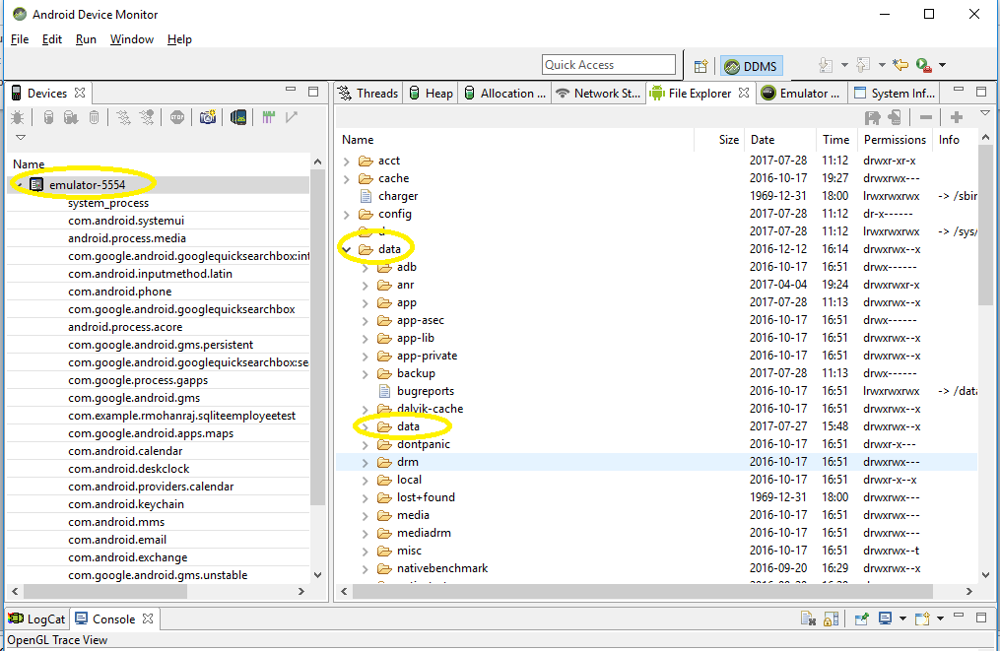 Android Device Monitor
File Edit Run Window Help
Quick Access DDMS
Devices
Name
emulator-5554
system_process
com.android.systemui
android.process.media
com.google.android.googlequicksearchbox:int
com.android.inputmethod.latin
com.android.phone
com.google.android.googlequicksearchbox
android.process.acore
com.google.android.gms.persistent
com.google.android.googlequicksearchbox:se
com.google.process.gapps
com.google.android.gms
com.example.rmohanraj.sqliteemployeetest
com.google.android.apps.maps
com.android.calendar
com.android.deskclock
com.android.providers.calendar
com.android.keychain
com.android.mms
com.android.email
com.android.exchange
com.google.android.gms.unstable
Threads Heap Allocation ... Network St... File Explorer Emulator ... System Inf...
Name Size Date Time Permissions Info
acct 2017-07-28 11:12 drwxr-xr-x
cache 2016-10-17 19:27 drwxrwx---
charger 1969-12-31 18:00 lrwxrwxrwx -> /sbin
config 2017-07-28 11:12 dr-x------
d 2017-07-28 11:12 lrwxrwxrwx -> /sys/
data 2016-12-12 16:14 drwxrwx--x
adb 2016-10-17 16:51 drwx------
anr 2017-04-04 19:24 drwxrwxr-x
app 2017-07-28 11:13 drwxrwx--x
app-asec 2016-10-17 16:51 drwx------
app-lib 2016-10-17 16:51 drwxrwx--x
app-private 2016-10-17 16:51 drwxrwx--x
backup 2017-07-28 11:13 drwx------
bugreports 2016-10-17 16:51 lrwxrwxrwx -> /data
dalvik-cache 2016-10-17 16:51 drwxrwx--x
data 2017-07-27 15:48 drwxrwx--x
dontpanic 2016-10-17 16:51 drwxr-x---
drm 2016-10-17 16:51 drwxrwx---
local 2016-10-17 16:51 drwxr-x--x
lost+found 1969-12-31 18:00 drwxrwx---
media 2016-10-17 16:51 drwxrwx---
mediadrm 2016-10-17 16:51 drwxrwx---
misc 2016-10-17 16:51 drwxrwx--t
nativebenchmark 2016-09-20 16:29 drwxrwx--x
LogCat Console
OpenGL Trace View